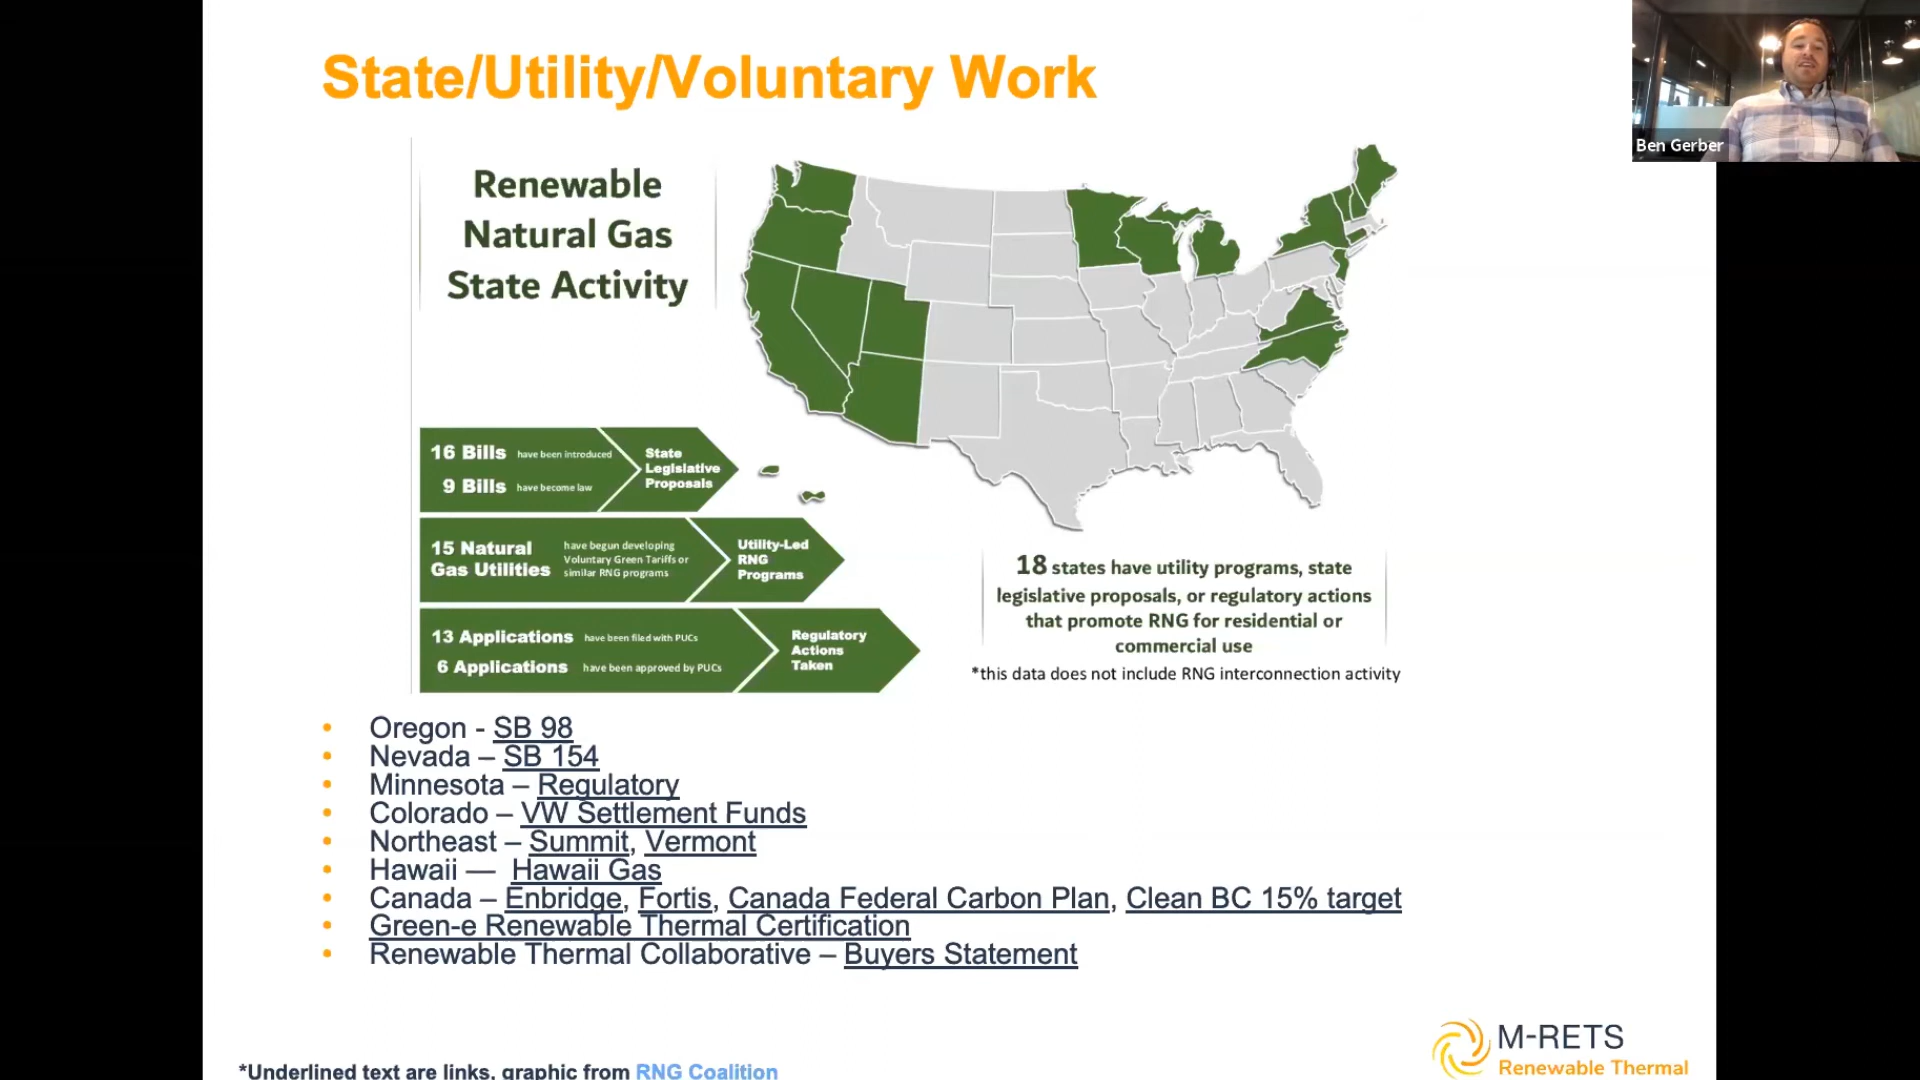 State/Utility/Voluntary Work
Ben Gerber
Renewable
Natural Gas
State Activity
16 Bills have been introduced
9 Bills have become law
State
Legislative
Proposals
15 Natural
Gas Utilities
have begun developing
Voluntary Green Tariffs or
similar RNG programs
Utility-Led
RNG
Programs
13 Applications have been filed with PUCs
6 Applications have been approved by PUCs
Regulatory
Actions
Taken
18 states have utility programs, state
legislative proposals, or regulatory actions
that promote RNG for residential or
commercial use
*this data does not include RNG interconnection activity
• Oregon - SB 98
• Nevada – SB 154
• Minnesota – Regulatory
• Colorado – VW Settlement Funds
• Northeast – Summit, Vermont
• Hawaii — Hawaii Gas
• Canada – Enbridge, Fortis, Canada Federal Carbon Plan, Clean BC 15% target
• Green-e Renewable Thermal Certification
• Renewable Thermal Collaborative – Buyers Statement
M-RETS
Renewable Thermal
*Underlined text are links, graphic from RNG Coalition